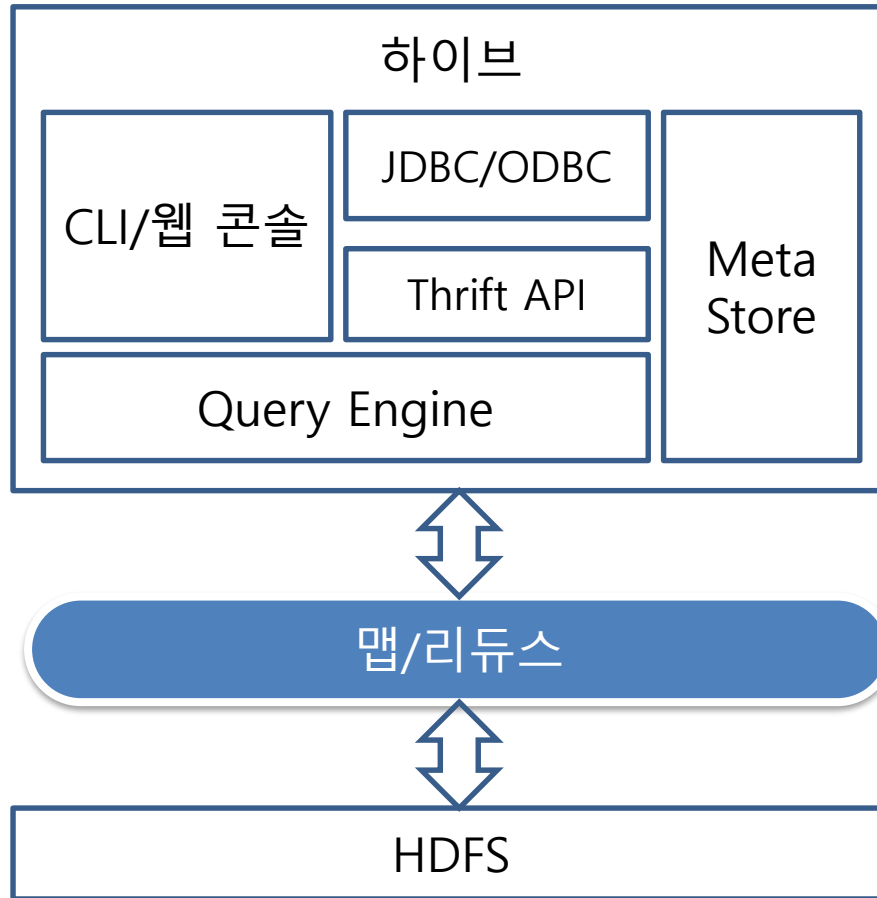 하이브
CLI/웹 콘솔
JDBC/ODBC
Thrift API
Meta
Store
Query Engine
맵/리듀스
HDFS